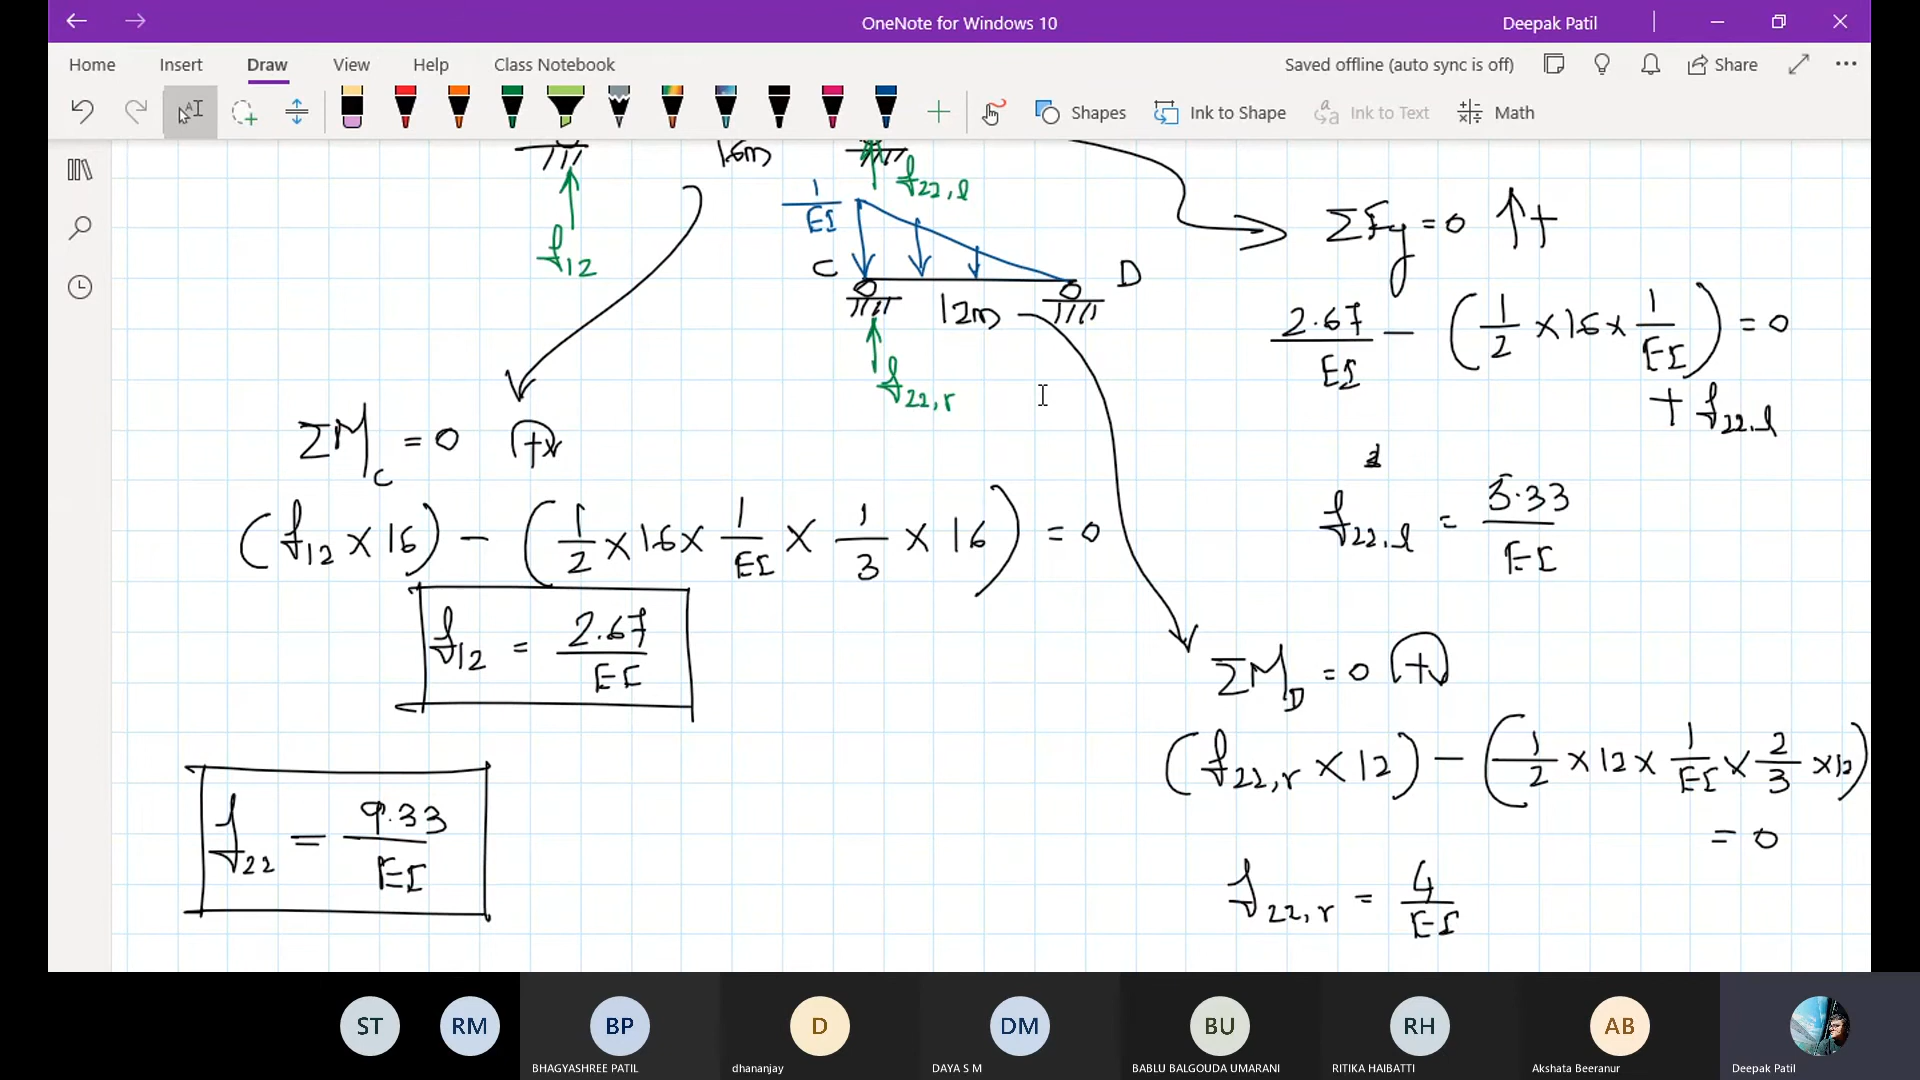 OneNote for Windows 10
Deepak Patil
Home Insert Draw View Help Class Notebook
Saved offline (auto sync is off) Share
Shapes Ink to Shape Ink to Text Math
16m
f22,l
f12
1/EI
C
D
12m
f22,r
ΣFy = 0 ↑+
2.67/EI - (1/2 × 16 × 1/EI) = 0
+ f22,l
f22,l = 5.33/EI
ΣMC = 0 (+
(f12 × 16) - (1/2 × 16 × 1/EI × 1/3 × 16) = 0
f12 = 2.67/EI
ΣMD = 0 (+
(f22,r × 12) - (1/2 × 12 × 1/EI × 2/3 × 12)
= 0
f22,r = 4/EI
f22 = 9.33/EI
ST RM BP D DM BU RH AB
BHAGYASHREE PATIL dhananjay DAYA S M BABLU BALGOUDA UMARANI RITIKA HAIBATTI Akshata Beeranur Deepak Patil